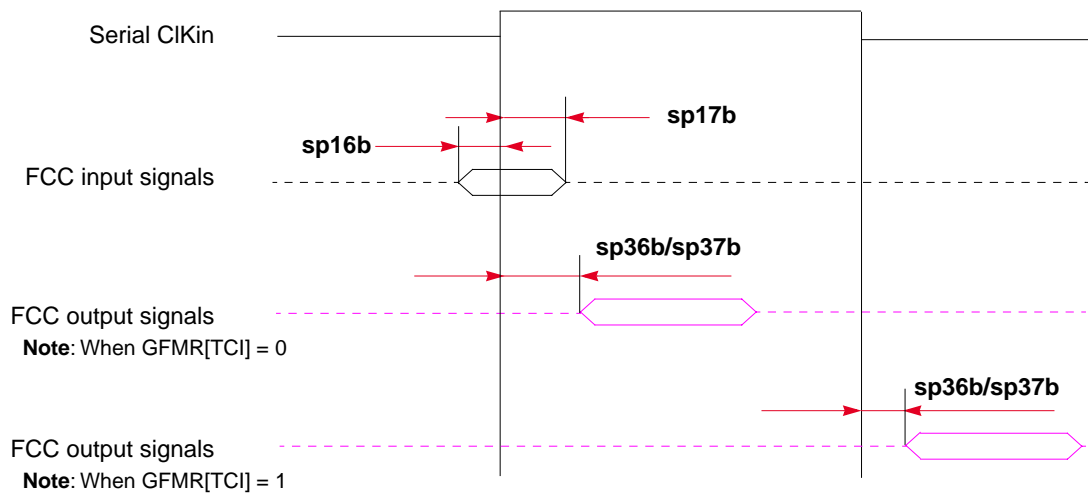 Serial ClKin
sp17b
sp16b
FCC input signals
sp36b/sp37b
FCC output signals
Note: When GFMR[TCI] = 0
sp36b/sp37b
FCC output signals
Note: When GFMR[TCI] = 1